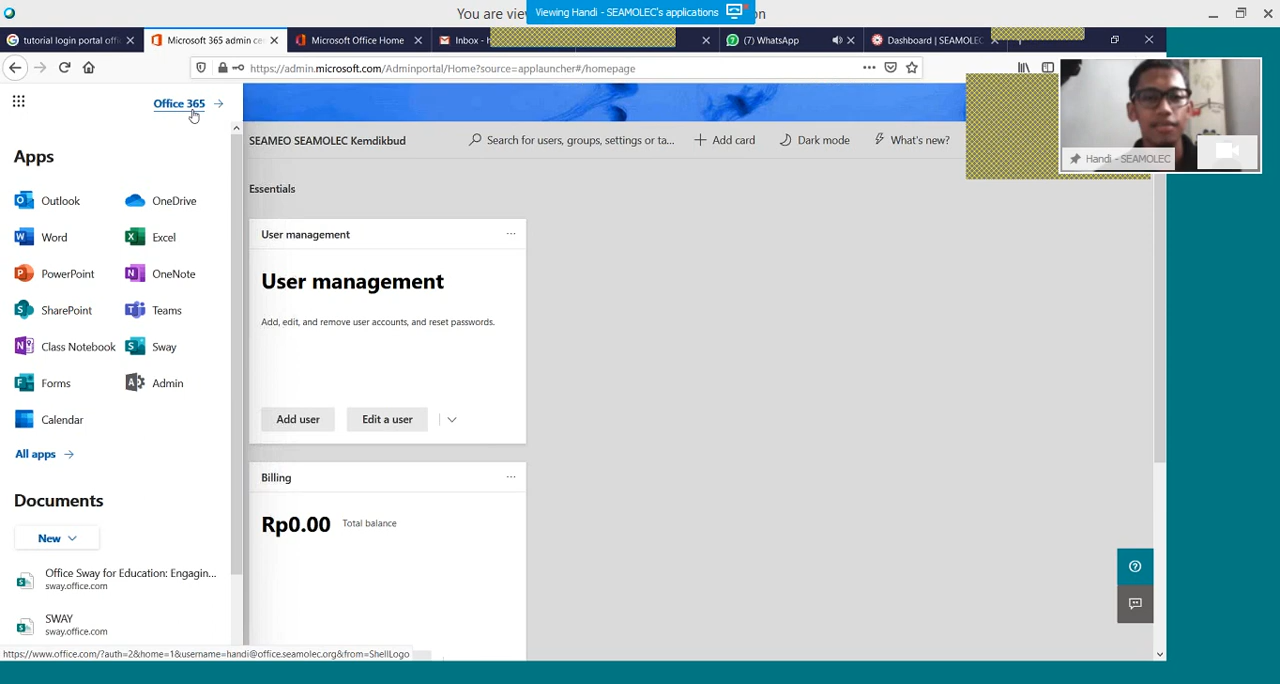 You are vie
Viewing Handi - SEAMOLEC's applications
on
tutorial login portal offi
Microsoft 365 admin cen
Microsoft Office Home
Inbox - h
(7) WhatsApp
Dashboard | SEAMOLEC
https://admin.microsoft.com/Adminportal/Home?source=applauncher#/homepage
Office 365
SEAMEO SEAMOLEC Kemdikbud
Search for users, groups, settings or ta...
Add card
Dark mode
What's new?
Handi - SEAMOLEC
Apps
Essentials
Outlook
OneDrive
Word
Excel
PowerPoint
OneNote
SharePoint
Teams
Class Notebook
Sway
Forms
Admin
Calendar
All apps
User management
User management
Add, edit, and remove user accounts, and reset passwords.
Add user
Edit a user
Billing
Rp0.00
Total balance
Documents
New
Office Sway for Education: Engagin...
sway.office.com
SWAY
sway.office.com
https://www.office.com/?auth=2&home=1&username=handi@office.seamolec.org&from=ShellLogo